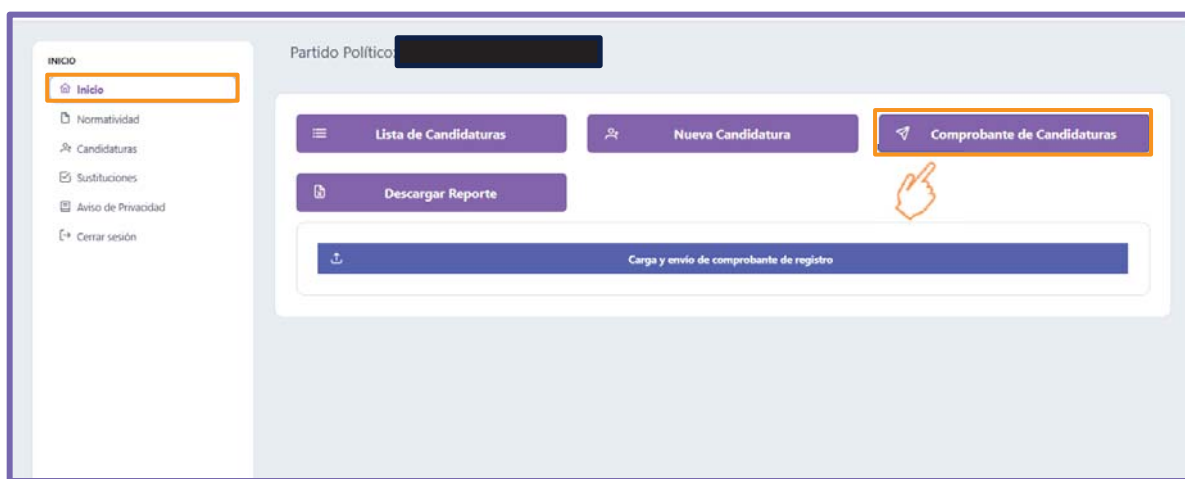 Partido Político:
INICIO
Inicio
Normatividad
Candidaturas
Sustituciones
Aviso de Privacidad
Cerrar sesión
Lista de Candidaturas
Nueva Candidatura
Comprobante de Candidaturas
Descargar Reporte
Carga y envío de comprobante de registro